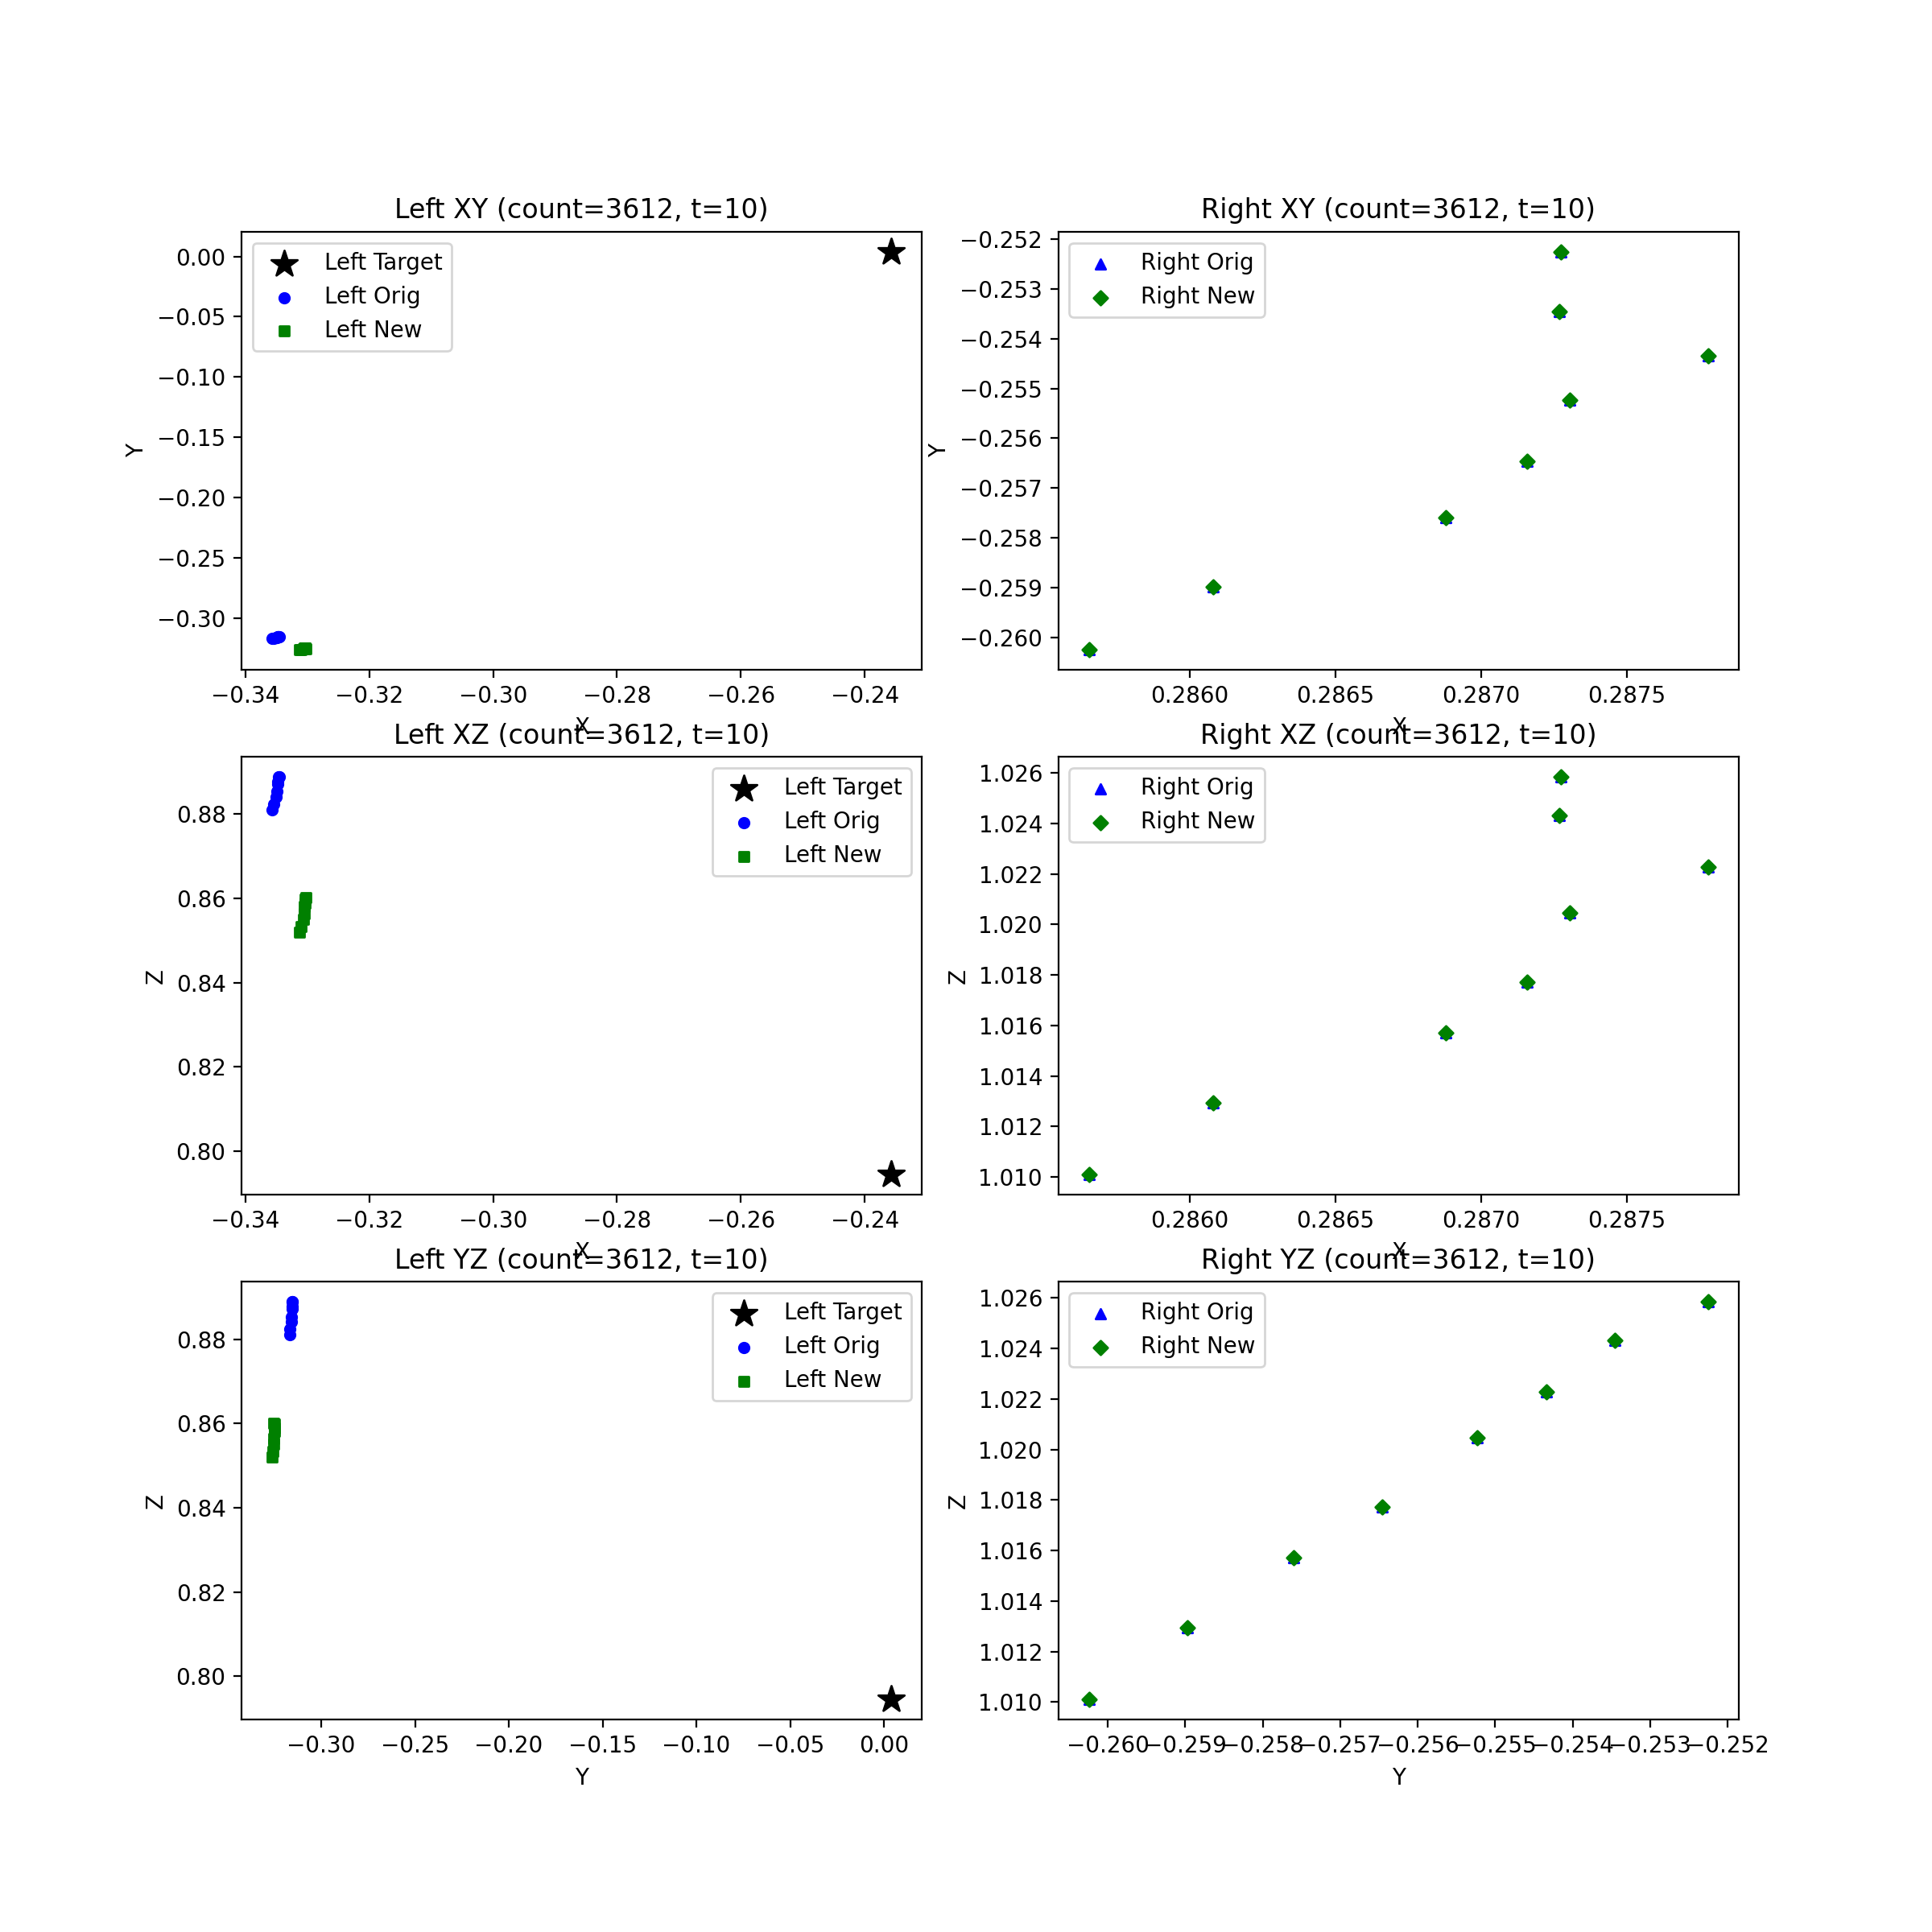 Left XY (count=3612, t=10)
Left Target
Left Orig
Left New
0.00
−0.05
−0.10
−0.15
−0.20
−0.25
−0.30
Y
−0.34
−0.32
−0.30
−0.28
−0.26
−0.24
X
Right XY (count=3612, t=10)
Right Orig
Right New
−0.252
−0.253
−0.254
−0.255
−0.256
−0.257
−0.258
−0.259
−0.260
Y
0.2860
0.2865
0.2870
0.2875
X
Left XZ (count=3612, t=10)
Left Target
Left Orig
Left New
0.88
0.86
0.84
0.82
0.80
Z
−0.34
−0.32
−0.30
−0.28
−0.26
−0.24
X
Right XZ (count=3612, t=10)
Right Orig
Right New
1.026
1.024
1.022
1.020
1.018
1.016
1.014
1.012
1.010
Z
0.2860
0.2865
0.2870
0.2875
X
Left YZ (count=3612, t=10)
Left Target
Left Orig
Left New
0.88
0.86
0.84
0.82
0.80
Z
−0.30
−0.25
−0.20
−0.15
−0.10
−0.05
0.00
Y
Right YZ (count=3612, t=10)
Right Orig
Right New
1.026
1.024
1.022
1.020
1.018
1.016
1.014
1.012
1.010
Z
−0.260
−0.259
−0.258
−0.257
−0.256
−0.255
−0.254
−0.253
−0.252
Y